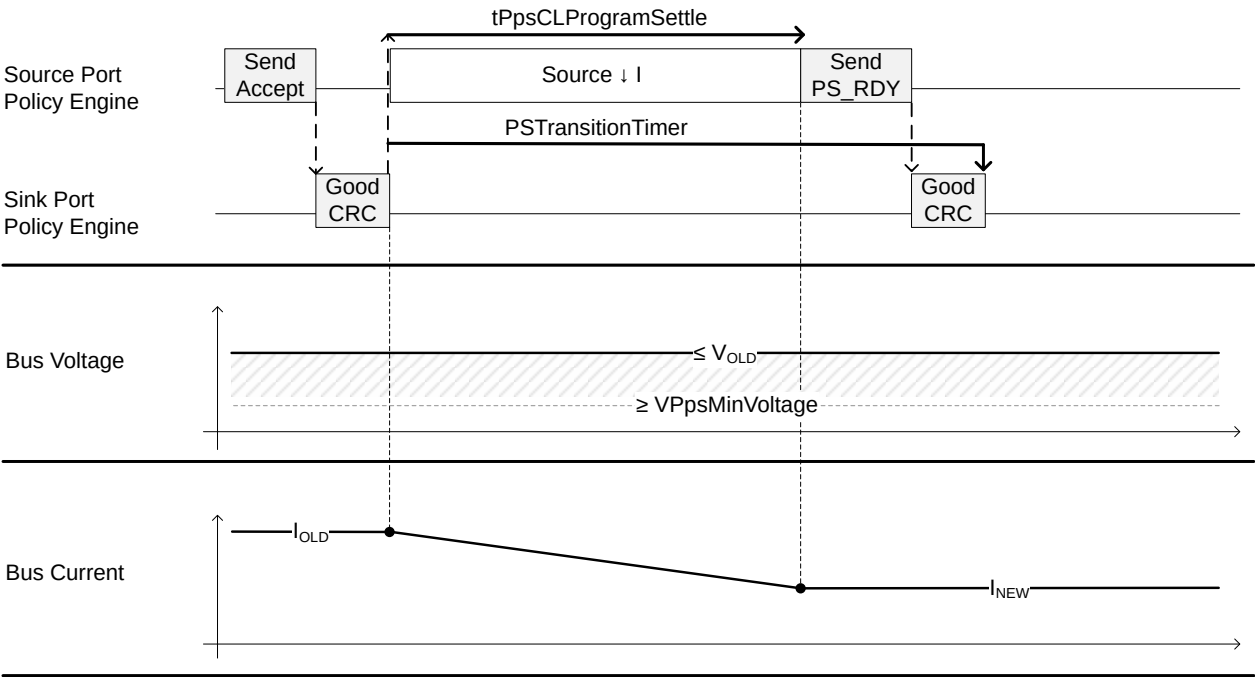 tPpsCLProgramSettle
Source Port
Policy Engine
Send
Accept
Source ↓ I
Send
PS_RDY
PSTransitionTimer
Sink Port
Policy Engine
Good
CRC
Good
CRC
Bus Voltage
≤ VOLD
≥ VPpsMinVoltage
Bus Current
IOLD
INEW